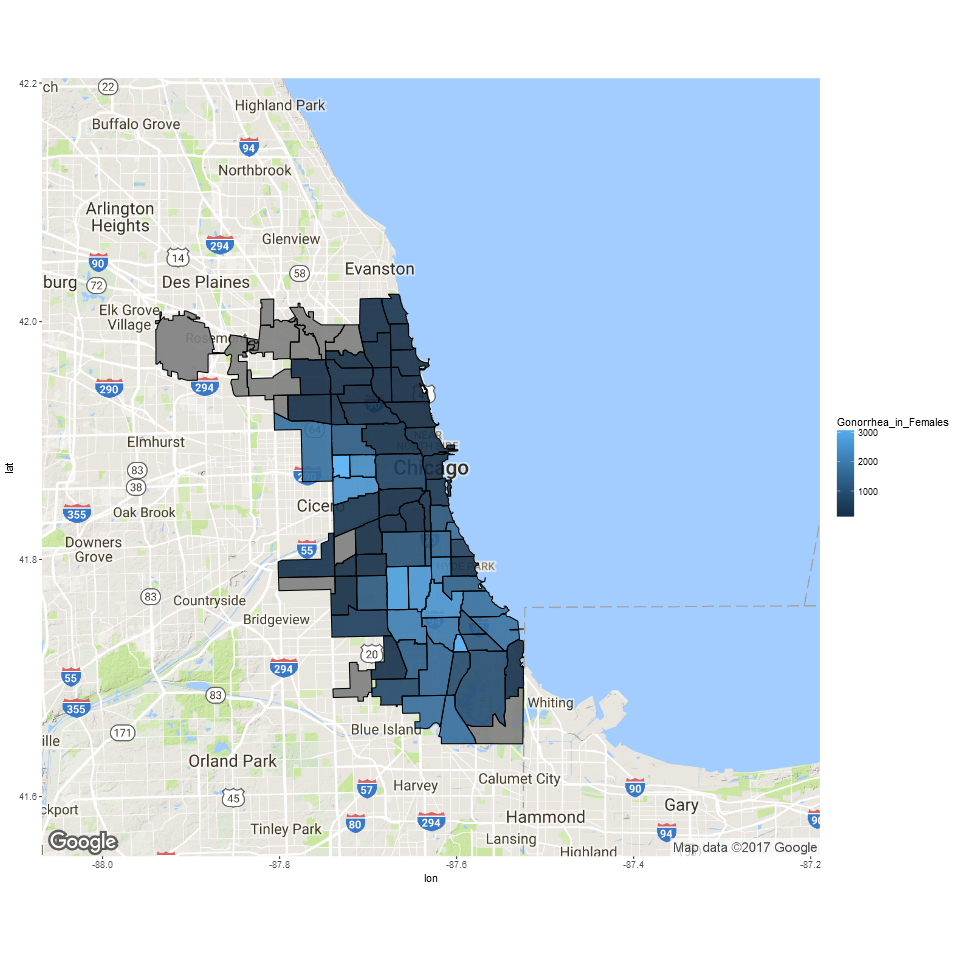 42.2
ch
22
Highland Park
Buffalo Grove
94
Northbrook
Arlington
Heights
294
Glenview
14
90
58
Evanston
burg
72
Des Plaines
Elk Grove
Village
42.0
290
294
64
NEAR
Elmhurst
83
38
Chicago
355
Oak Brook
55
Downers
Grove
41.8
HYDE PARK
83
Countryside
Bridgeview
20
294
55
83
355
Whiting
171
Blue Island
ville
Orland Park
Calumet City
57
Harvey
90
45
Gary
41.6
ckport
Hammond
80
294
94
90
Tinley Park
Lansing
Highland
Google
Map data ©2017 Google
-88.0
-87.8
-87.6
-87.4
-87.2
lon
lat
Gonorrhea_in_Females
3000
2000
1000